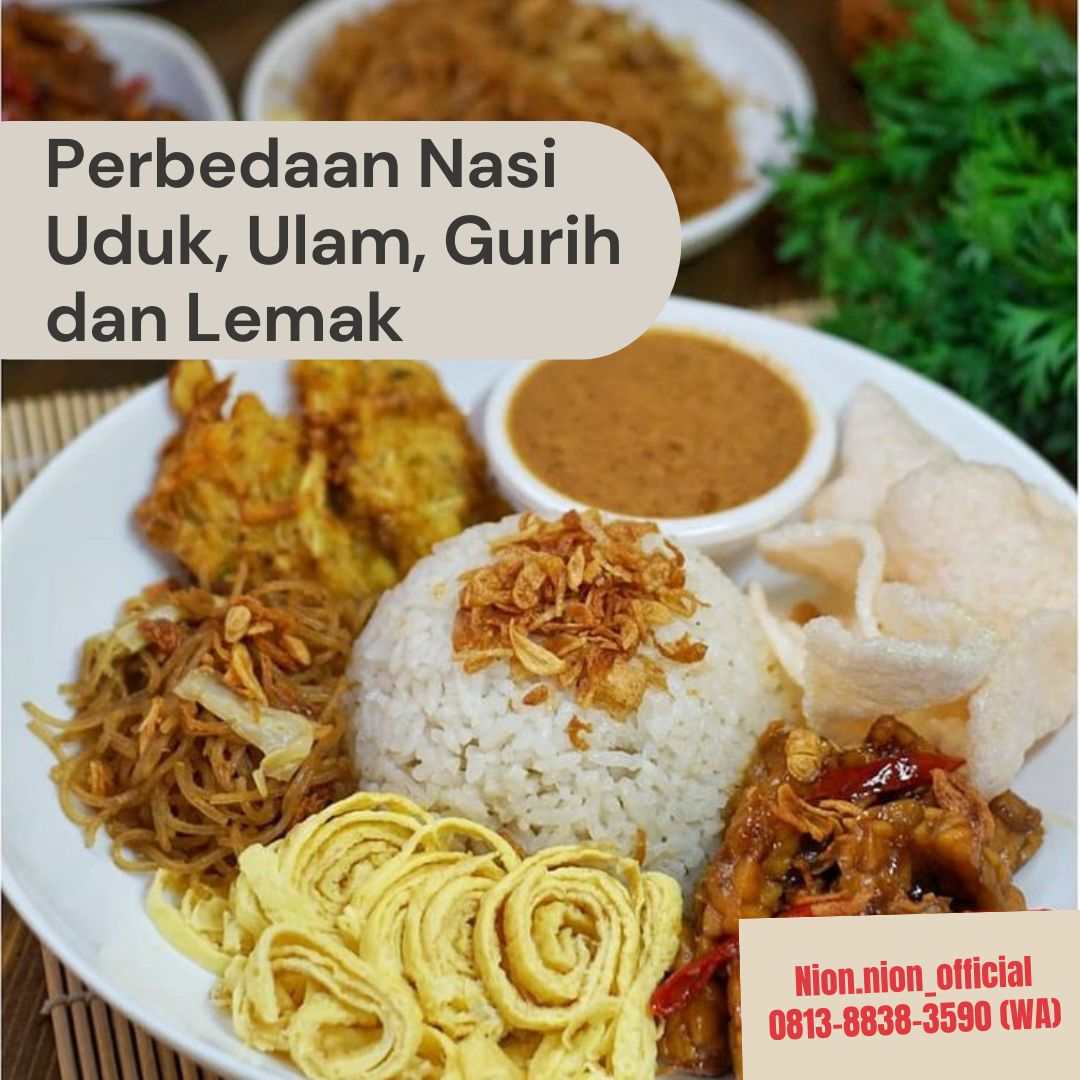 Perbedaan Nasi
Uduk, Ulam, Gurih
dan Lemak
Nion.nion_official
0813-8838-3590 (WA)